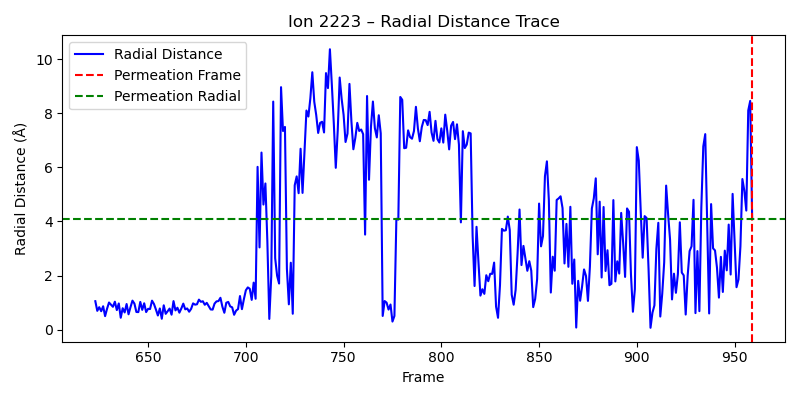 Ion 2223 – Radial Distance Trace
Radial Distance
Permeation Frame
Permeation Radial
Radial Distance (Å)
10
8
6
4
2
0
650
700
750
800
850
900
950
Frame